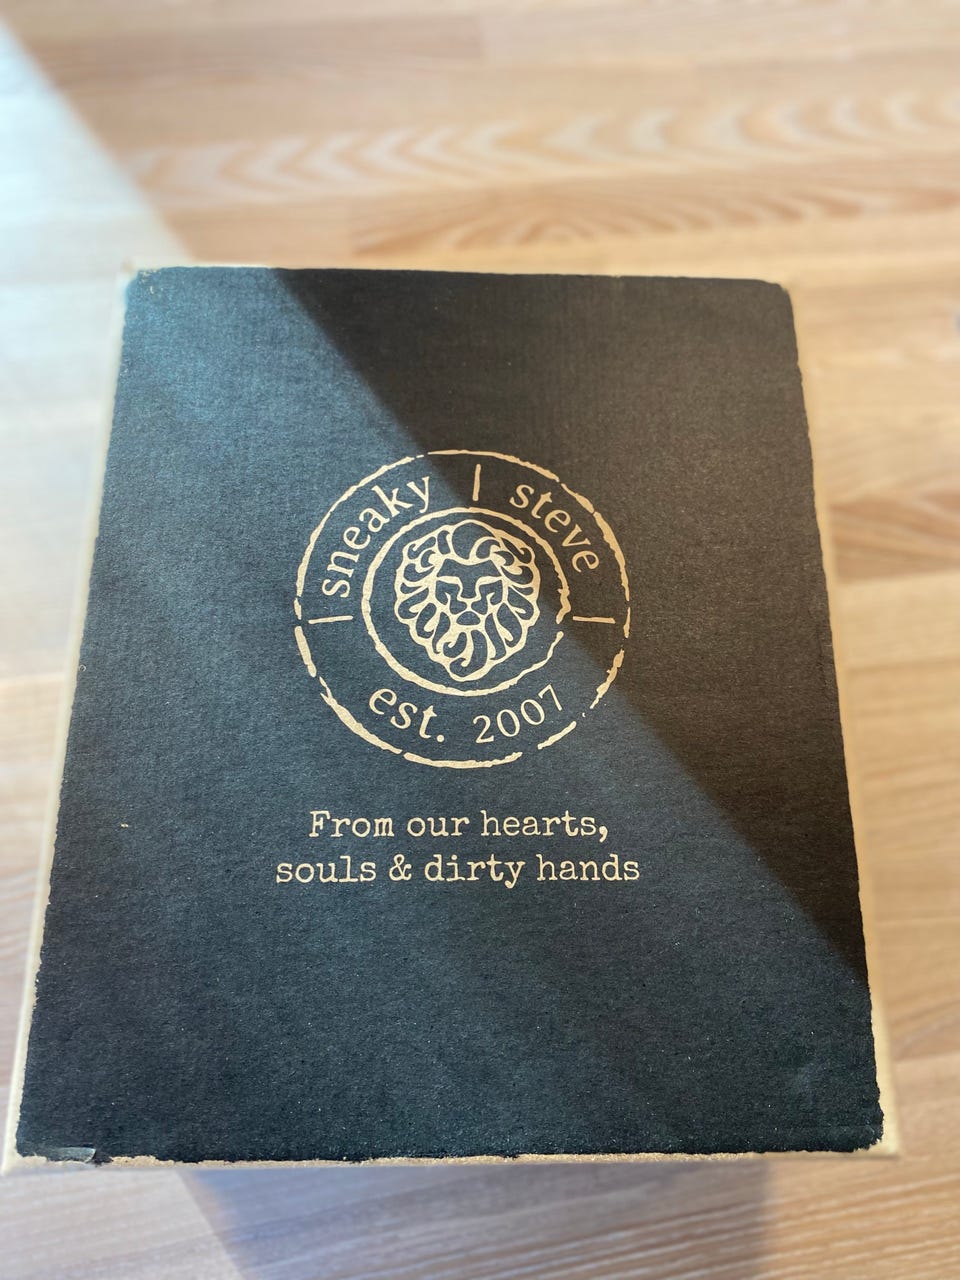 sneaky | steve
est. 2007
From our hearts,
souls & dirty hands